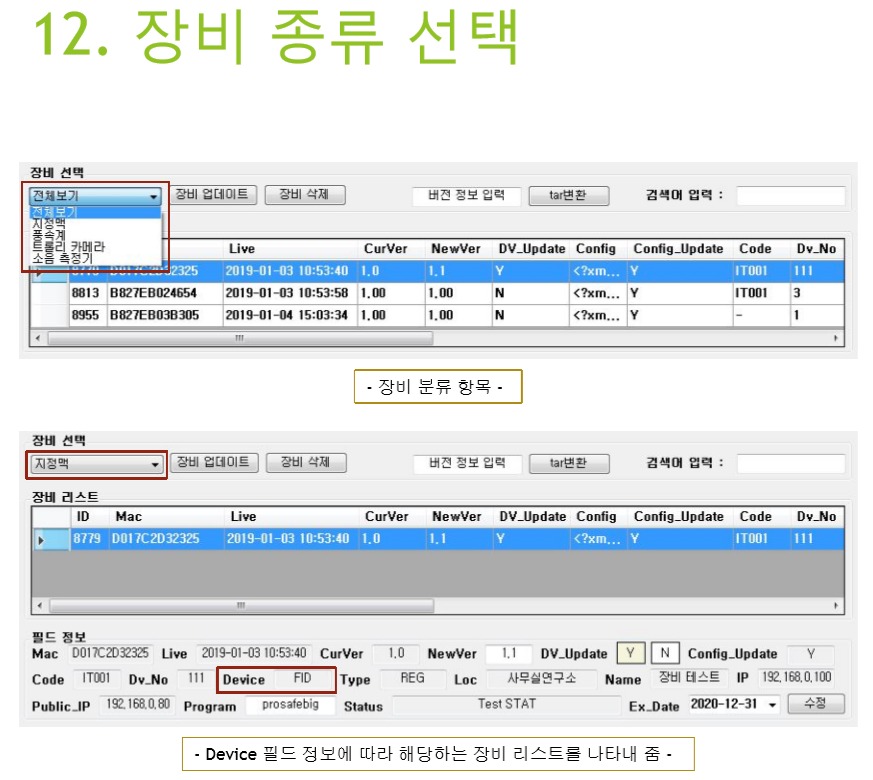 12. 장비 종류 선택
장비 선택
전체보기 장비 업데이트 장비 삭제 버전 정보 입력 tar변환 검색어 입력 :
전체보기
지정맥
풍속계
트롤리 카메라
소음 측정기
Live CurVer NewVer DV_Update Config Config_Update Code Dv_No
8779 D017C2D32325 2019-01-03 10:53:40 1.0 1.1 Y <?xm... Y IT001 111
8813 B827EB024654 2019-01-03 10:53:58 1.00 1.00 N <?xm... Y IT001 3
8955 B827EB03B305 2019-01-04 15:03:34 1.00 1.00 N <?xm... Y - 1
- 장비 분류 항목 -
장비 선택
지정맥 장비 업데이트 장비 삭제 버전 정보 입력 tar변환 검색어 입력 :
장비 리스트
ID Mac Live CurVer NewVer DV_Update Config Config_Update Code Dv_No
8779 D017C2D32325 2019-01-03 10:53:40 1.0 1.1 Y <?xm... Y IT001 111
필드 정보
Mac D017C2D32325 Live 2019-01-03 10:53:40 CurVer 1.0 NewVer 1.1 DV_Update Y N Config_Update Y
Code IT001 Dv_No 111 Device FID Type REG Loc 사무실연구소 Name 장비 테스트 IP 192.168.0.100
Public_IP 192.168.0.80 Program prosafebig Status Test STAT Ex_Date 2020-12-31 수정
- Device 필드 정보에 따라 해당하는 장비 리스트를 나타내 줌 -